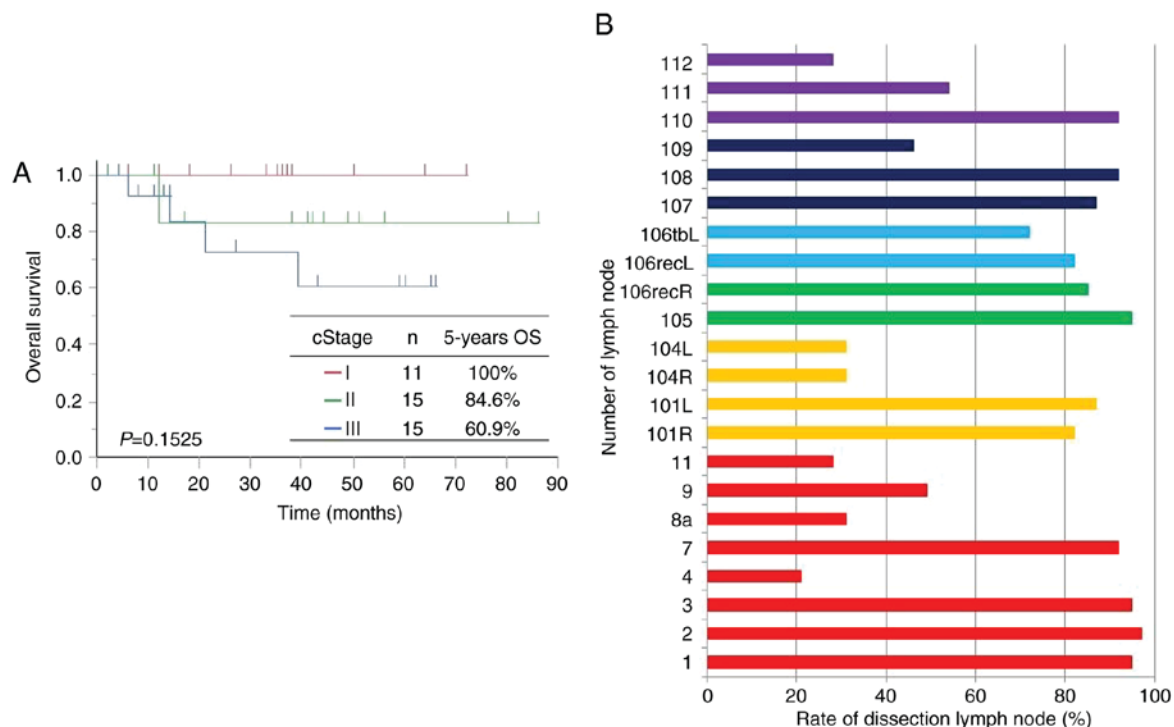 A
Overall survival
1.0
0.8
0.6
0.4
0.2
0.0
cStage n 5-years OS
I 11 100%
II 15 84.6%
III 15 60.9%
P=0.1525
0 10 20 30 40 50 60 70 80 90
Time (months)
B
Number of lymph node
112
111
110
109
108
107
106tbL
106recL
106recR
105
104L
104R
101L
101R
11
9
8a
7
4
3
2
1
0 20 40 60 80 100
Rate of dissection lymph node (%)